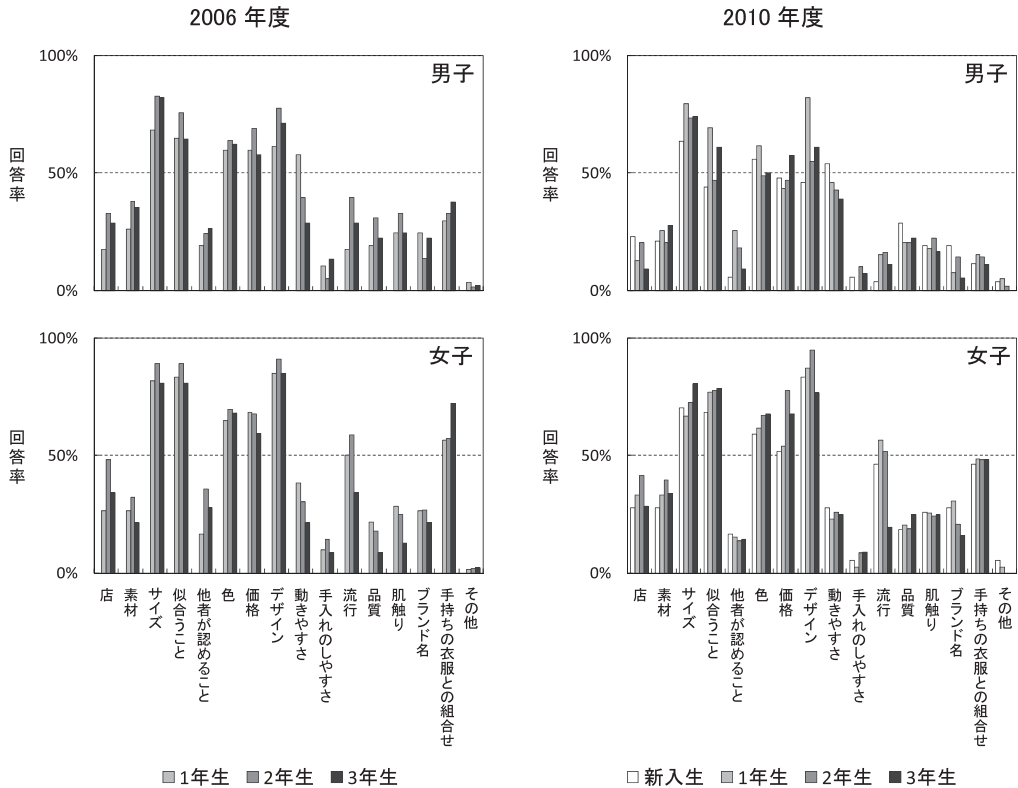 2006 年度
100%
男子
回答率
50%
0%
100%
女子
回答率
50%
0%
店
素材
サイズ
似合うこと
他者が認めること
色
価格
デザイン
動きやすさ
手入れのしやすさ
流行
品質
肌触り
ブランド名
手持ちの衣服との組合せ
その他
1年生 2年生 3年生
2010 年度
100%
男子
回答率
50%
0%
100%
女子
回答率
50%
0%
店
素材
サイズ
似合うこと
他者が認めること
色
価格
デザイン
動きやすさ
手入れのしやすさ
流行
品質
肌触り
ブランド名
手持ちの衣服との組合せ
その他
新入生 1年生 2年生 3年生